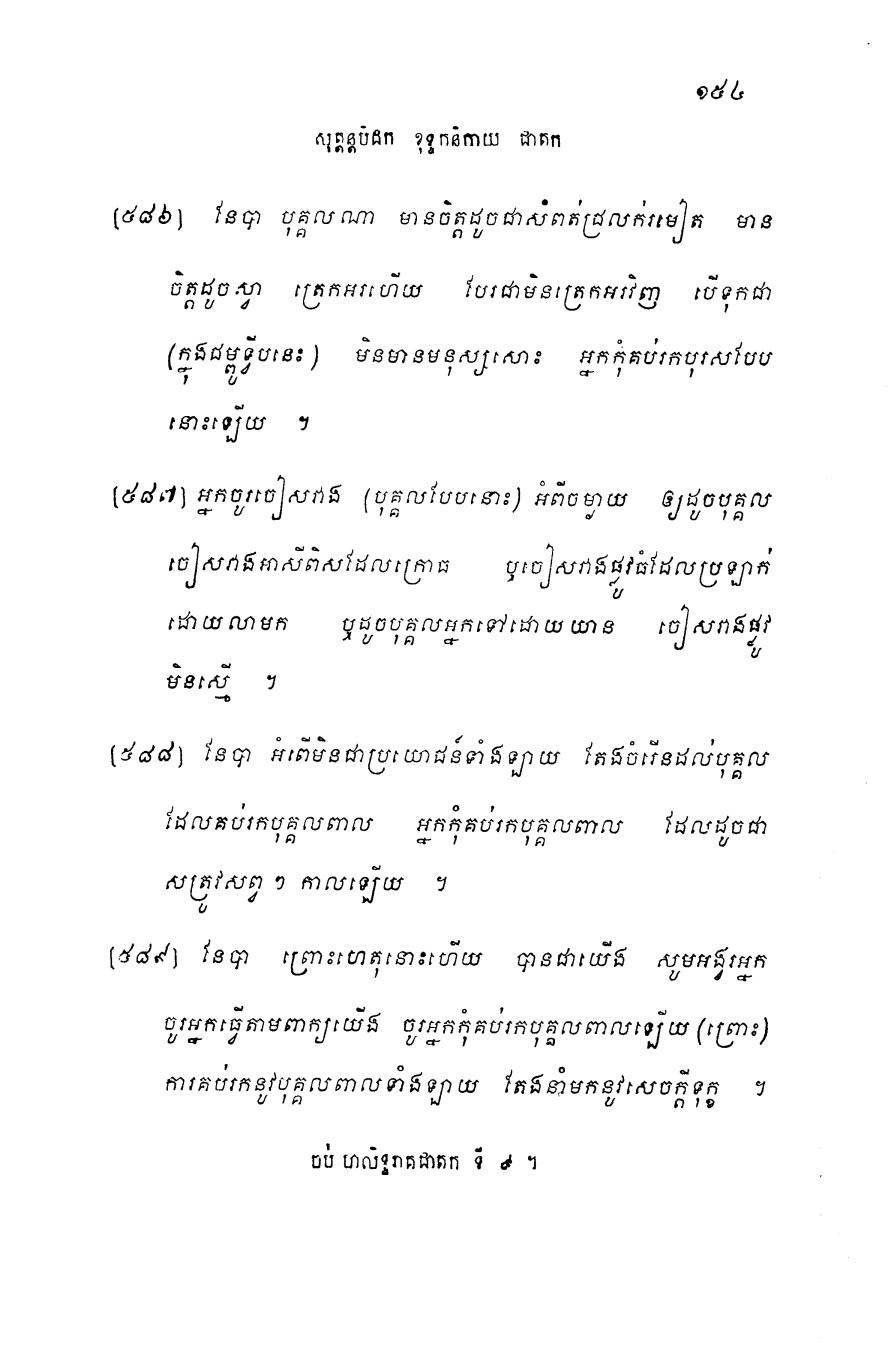 ១៥៤
សុត្តន្តបិដក ខុទ្ទកនិកាយ ជាតក
(៥៨៦) នែបា បុគ្គលណា មានចិត្តដូចជាសំពត់ជ្រលក់រមៀត មាន
ចិត្តដូចស្វា ត្រេកអរហើយ បែរជាមិនត្រេកអរវិញ បើទុកជា
(ក្នុងជម្ពូទ្វីបនេះ) មិនមានមនុស្សសោះ អ្នកកុំគប់រកបុរសបែប
នោះឡើយ ។
(៥៨៧) អ្នកចូរចៀសវាង (បុគ្គលបែបនោះ) អំពីចម្ងាយ ឲ្យដូចបុគ្គល
ចៀសវាងអាសីពិសដែលក្រោធ ឬចៀសវាងផ្លូវធំដែលប្រឡាក់
ដោយលាមក ឬដូចបុគ្គលអ្នកទៅដោយយាន ចៀសវាងផ្លូវ
មិនស្មើ ។
(៥៨៨) នែបា អំពើមិនជាប្រយោជន៍ទាំងឡាយ តែងចំរើនដល់បុគ្គល
ដែលគប់រកបុគ្គលពាល អ្នកកុំគប់រកបុគ្គលពាល ដែលដូចជា
សត្រូវសព្វ ៗ កាលឡើយ ។
(៥៨៩) នែបា ព្រោះហេតុនោះហើយ បានជាយើង សូមអង្វរអ្នក
ចូរអ្នកធ្វើតាមពាក្យយើង ចូរអ្នកកុំគប់រកបុគ្គលពាលឡើយ (ព្រោះ)
ការគប់រកនូវបុគ្គលពាលទាំងឡាយ តែងនាំមកនូវសេចក្តីទុក្ខ ។
ចប់ ហលិទ្ទរាគជាតក ទី ៩ ។